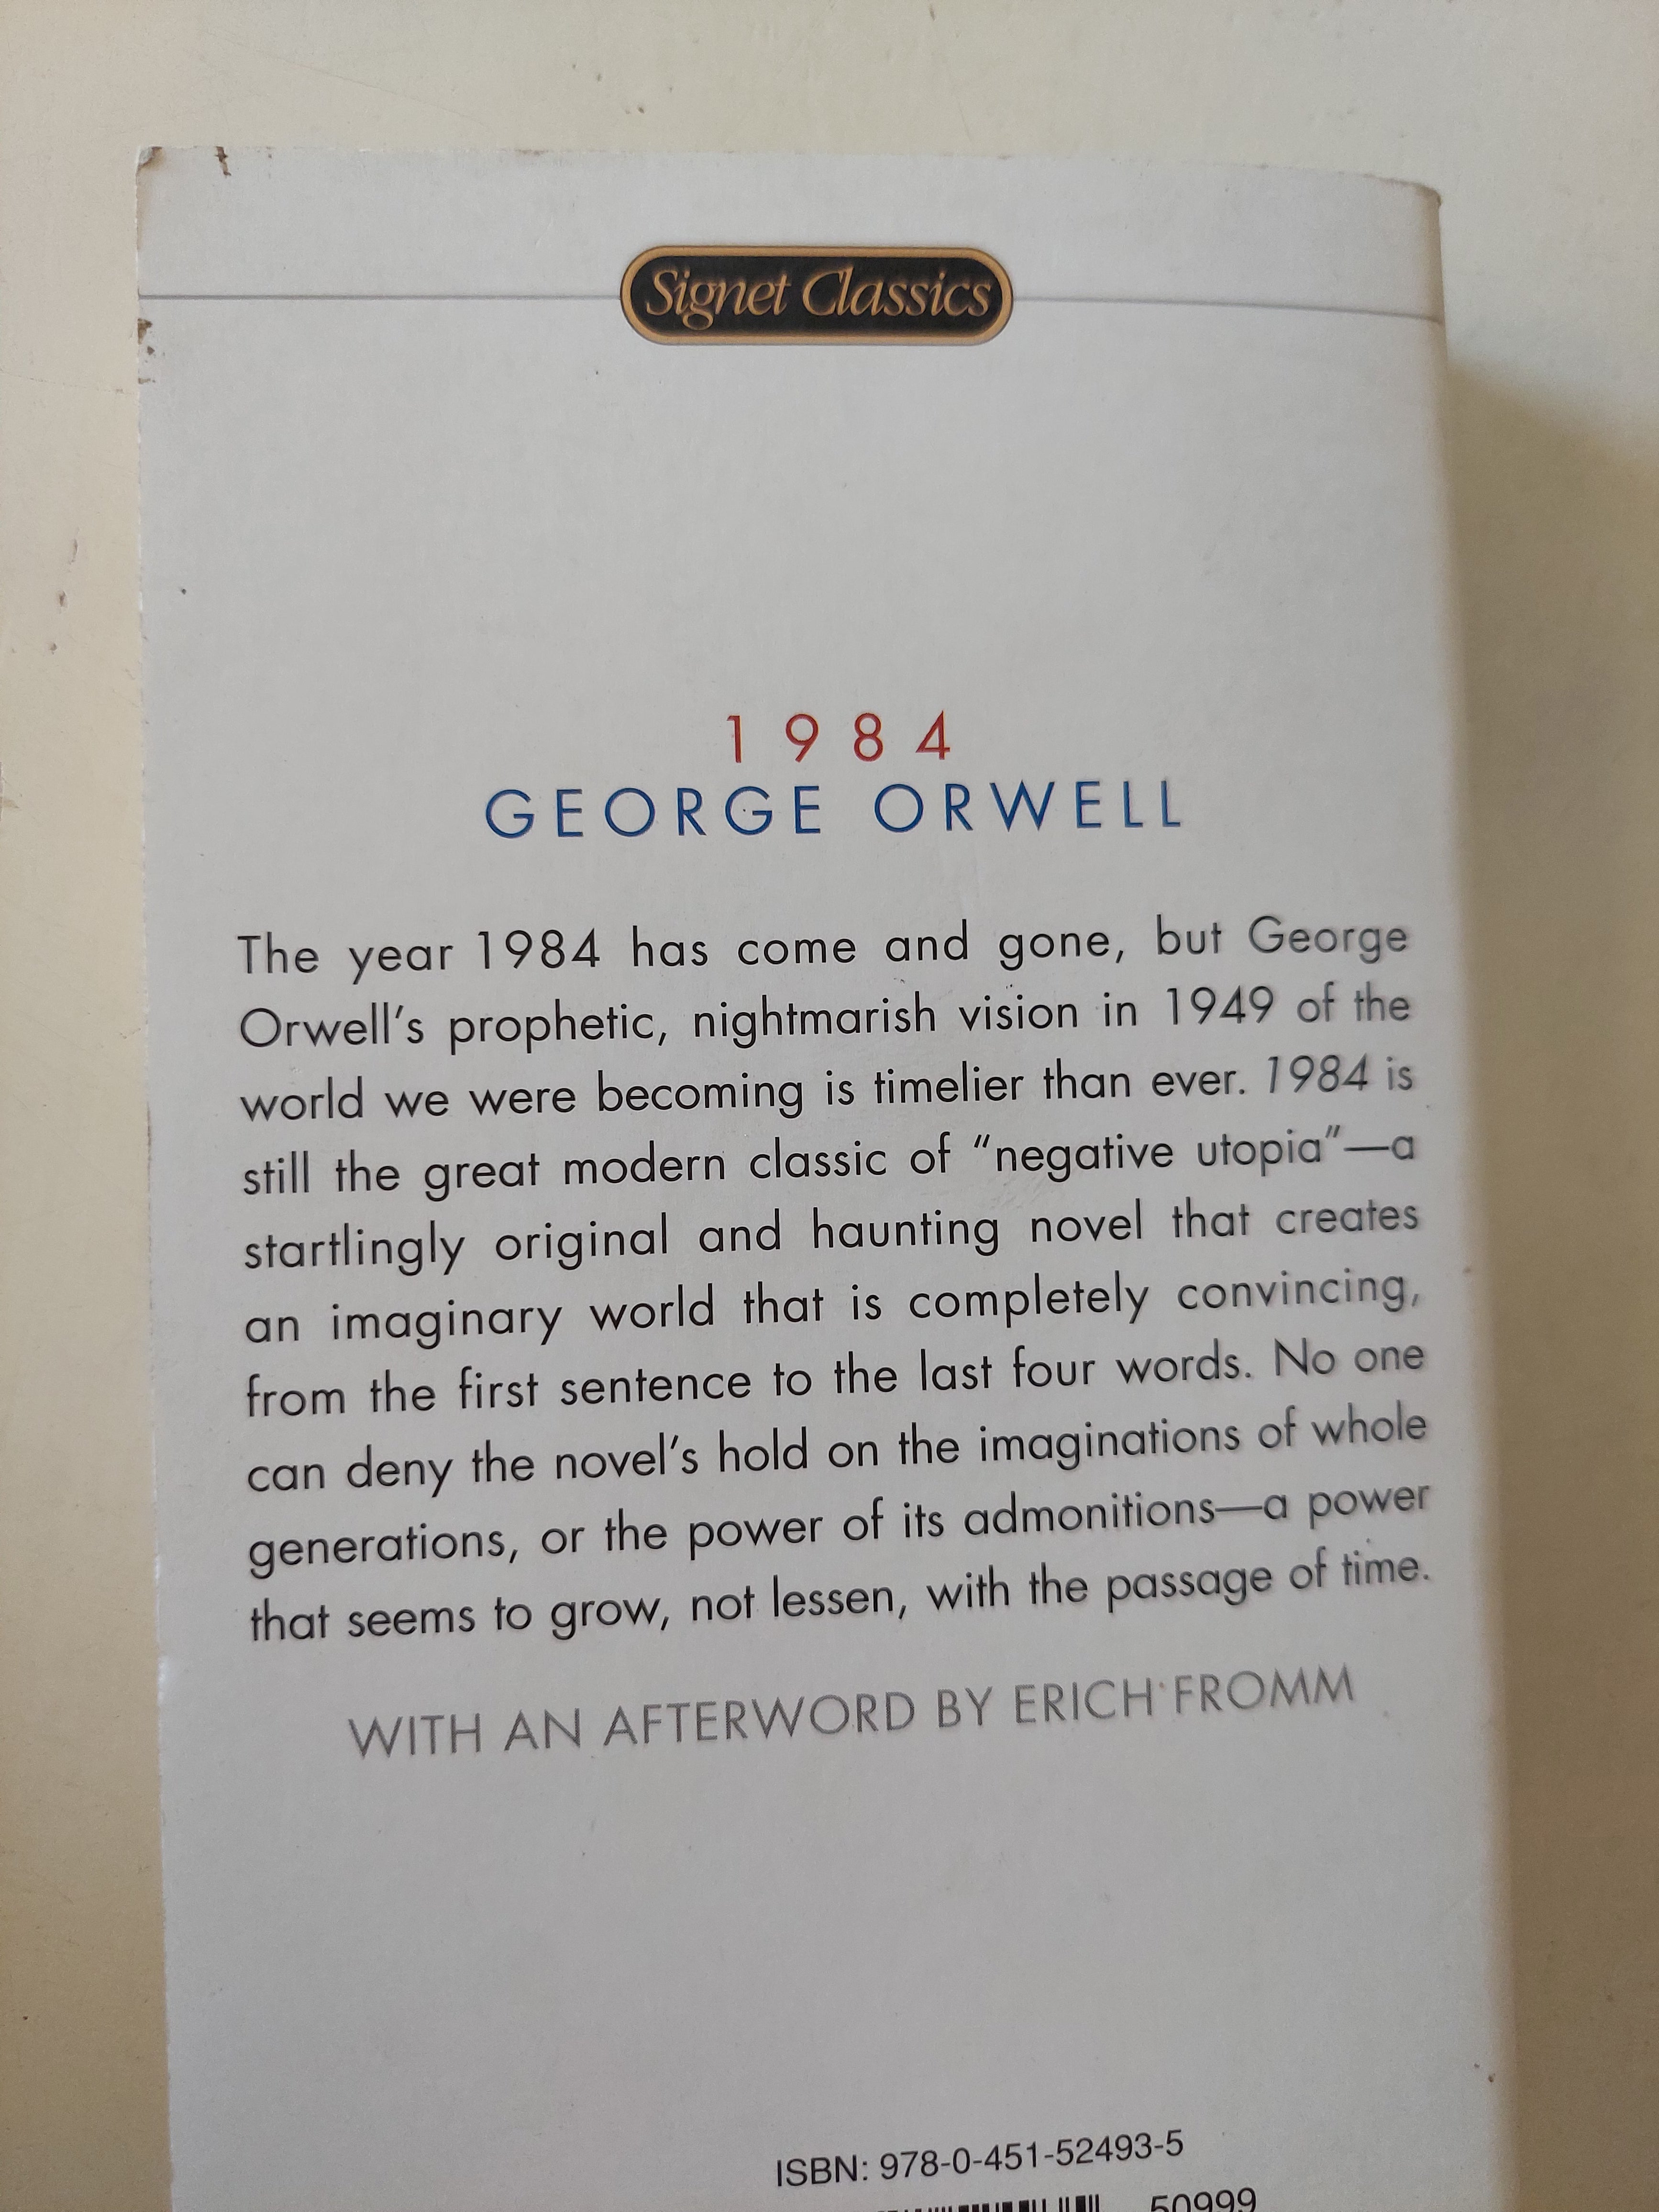 Signet Classics
1984
GEORGE ORWELL
The year 1984 has come and gone, but George
Orwell's prophetic, nightmarish vision in 1949 of the
world we were becoming is timelier than ever. 1984 is
still the great modern classic of “negative utopia”—a
startlingly original and haunting novel that creates
an imaginary world that is completely convincing,
from the first sentence to the last four words. No one
can deny the novel's hold on the imaginations of whole
generations, or the power of its admonitions—a power
that seems to grow, not lessen, with the passage of time.
WITH AN AFTERWORD BY ERICH FROMM
ISBN: 978-0-451-52493-5
50999